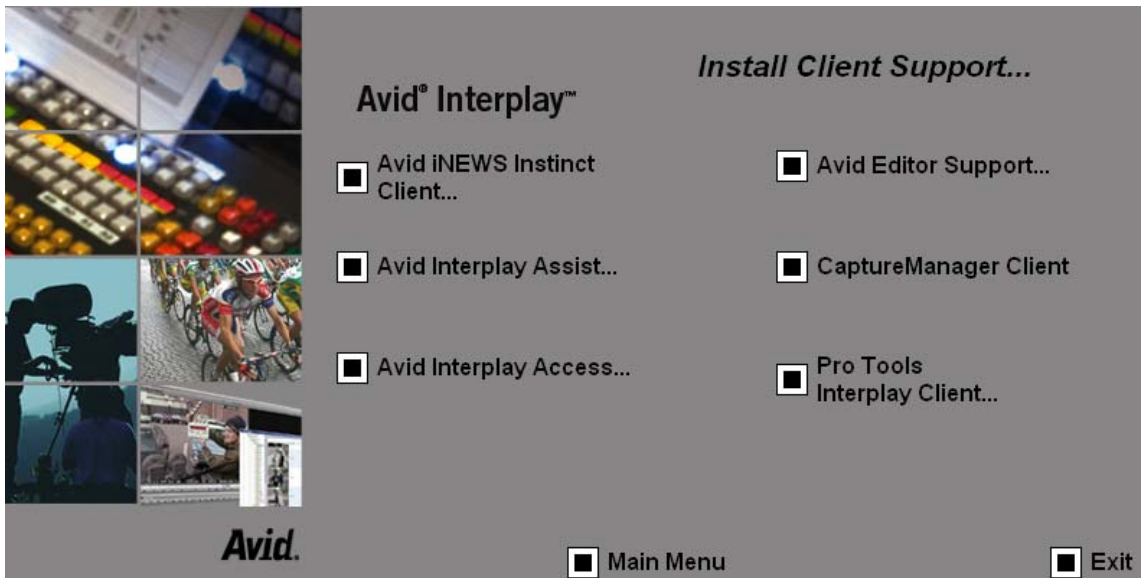 Install Client Support...
Avid® Interplay™
Avid iNEWS Instinct
Client...
Avid Editor Support...
Avid Interplay Assist...
CaptureManager Client
Avid Interplay Access...
Pro Tools
Interplay Client...
Avid.
Main Menu
Exit